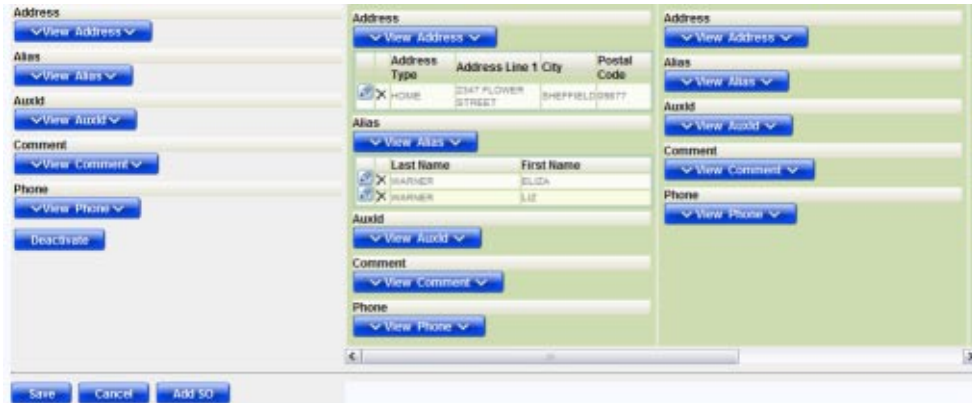 Address
View Address
Alias
View Alias
AuxId
View AuxId
Comment
View Comment
Phone
View Phone
Deactivate
Address
View Address
Address Type Address Line 1 City Postal Code
HOME 2347 FLOWER STREET SHEFFIELD 09877
Alias
View Alias
Last Name First Name
WARNER ELIZA
WARNER LIZ
AuxId
View AuxId
Comment
View Comment
Phone
View Phone
Address
View Address
Alias
View Alias
AuxId
View AuxId
Comment
View Comment
Phone
View Phone
Save Cancel Add SO